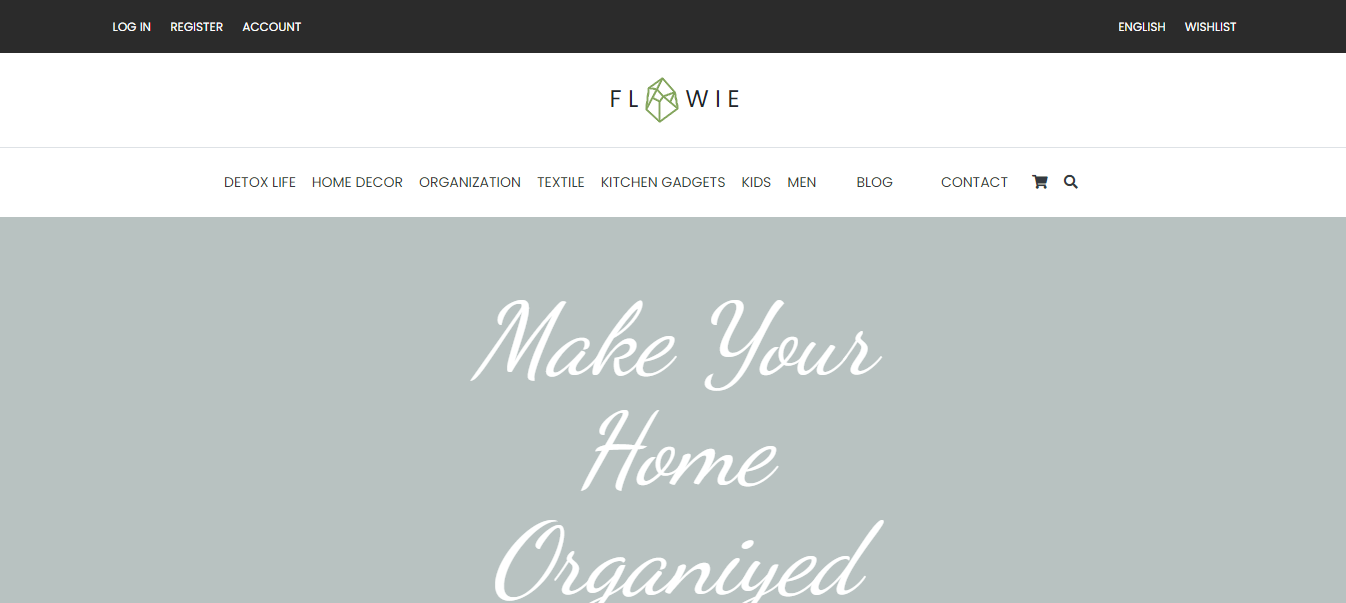 LOG IN REGISTER ACCOUNT ENGLISH WISHLIST
FL WIE
DETOX LIFE HOME DECOR ORGANIZATION TEXTILE KITCHEN GADGETS KIDS MEN BLOG CONTACT
Make Your
Home
Organiyed